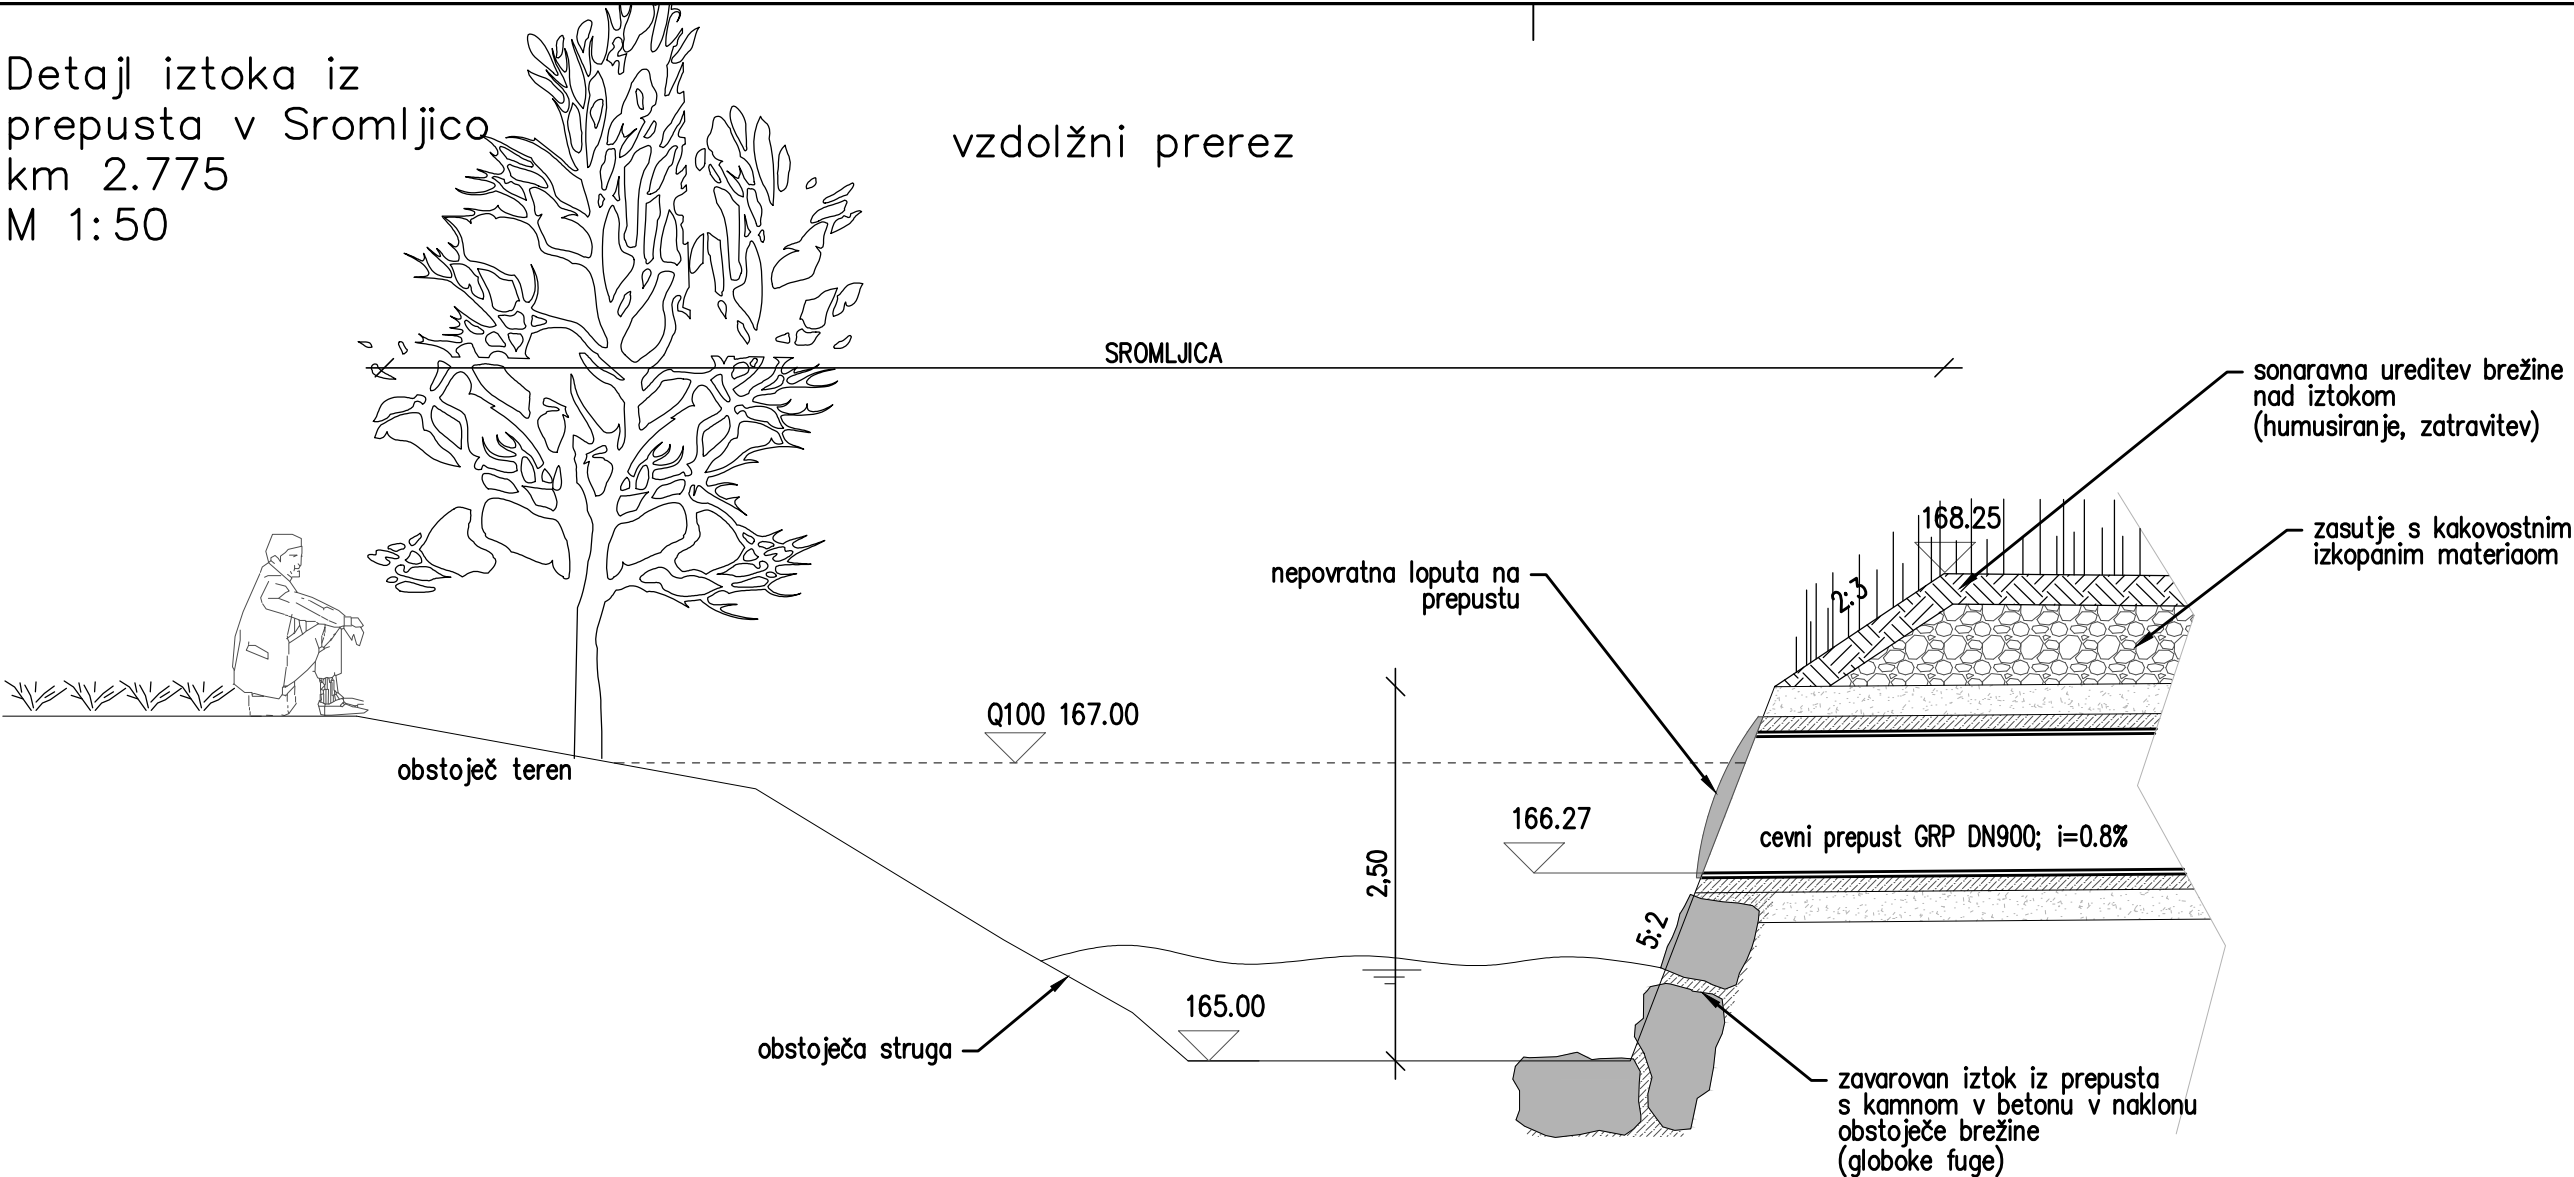 Detajl iztoka iz
prepusta v Sromljico
km 2.775
M 1:50
vzdolžni prerez
SROMLJICA
sonaravna ureditev brežine
nad iztokom
(humusiranje, zatravitev)
168.25
zasutje s kakovostnim
izkopanim materiaom
nepovratna loputa na
prepustu
2:3
Q100 167.00
obstoječ teren
166.27
cevni prepust GRP DN900; i=0.8%
2,50
5:2
165.00
obstoječa struga
zavarovan iztok iz prepusta
s kamnom v betonu v naklonu
obstoječe brežine
(globoke fuge)